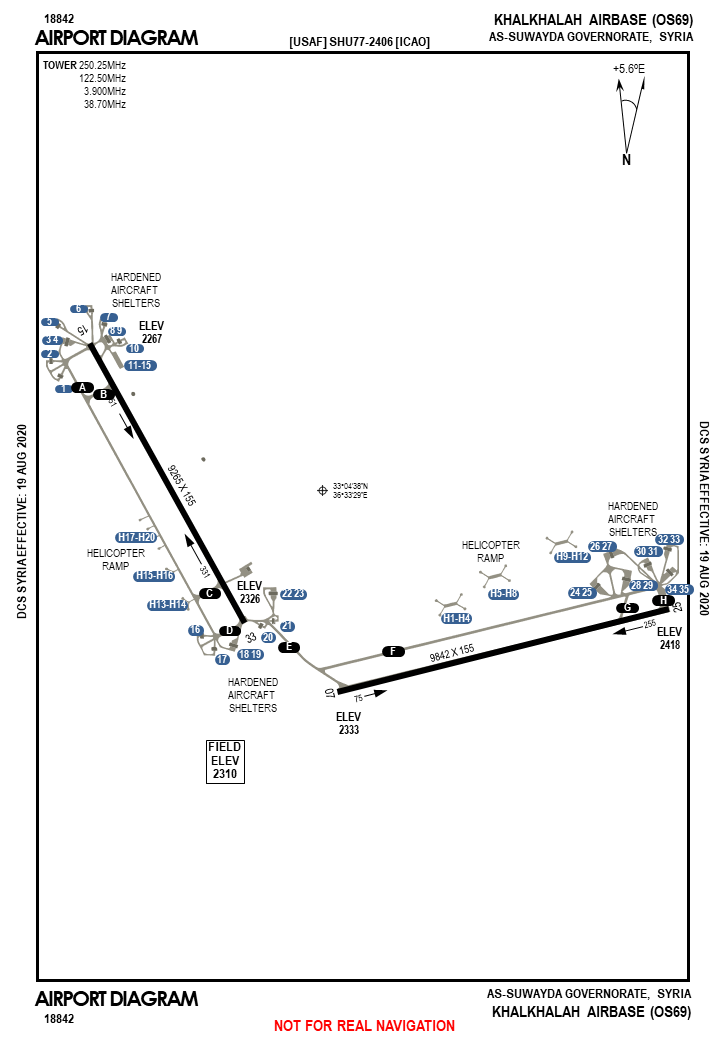 18842
AIRPORT DIAGRAM
[USAF] SHU77-2406 [ICAO]
KHALKHALAH AIRBASE (OS69)
AS-SUWAYDA GOVERNORATE, SYRIA
TOWER 250.25MHz
122.50MHz
3.900MHz
38.70MHz
+5.6ºE
N
HARDENED
AIRCRAFT
SHELTERS
5
6
7
15
8 9
ELEV
2267
3 4
2
10
11-15
1
A
B
9265 X 155
33°04'38"N
36°33'29"E
H17-H20
HELICOPTER
RAMP
H15-H16
331
H13-H14
C
ELEV
2326
22 23
16
D
33
21
20
17
18 19
E
HARDENED
AIRCRAFT
SHELTERS
HELICOPTER
RAMP
H9-H12
H5-H8
H1-H4
HARDENED
AIRCRAFT
SHELTERS
26 27
30 31
32 33
24 25
28 29
34 35
G
H
25
255
ELEV
2418
F
9842 X 155
07
75
ELEV
2333
FIELD
ELEV
2310
DCS SYRIA EFFECTIVE: 19 AUG 2020
DCS SYRIA EFFECTIVE: 19 AUG 2020
AIRPORT DIAGRAM
18842
NOT FOR REAL NAVIGATION
AS-SUWAYDA GOVERNORATE, SYRIA
KHALKHALAH AIRBASE (OS69)